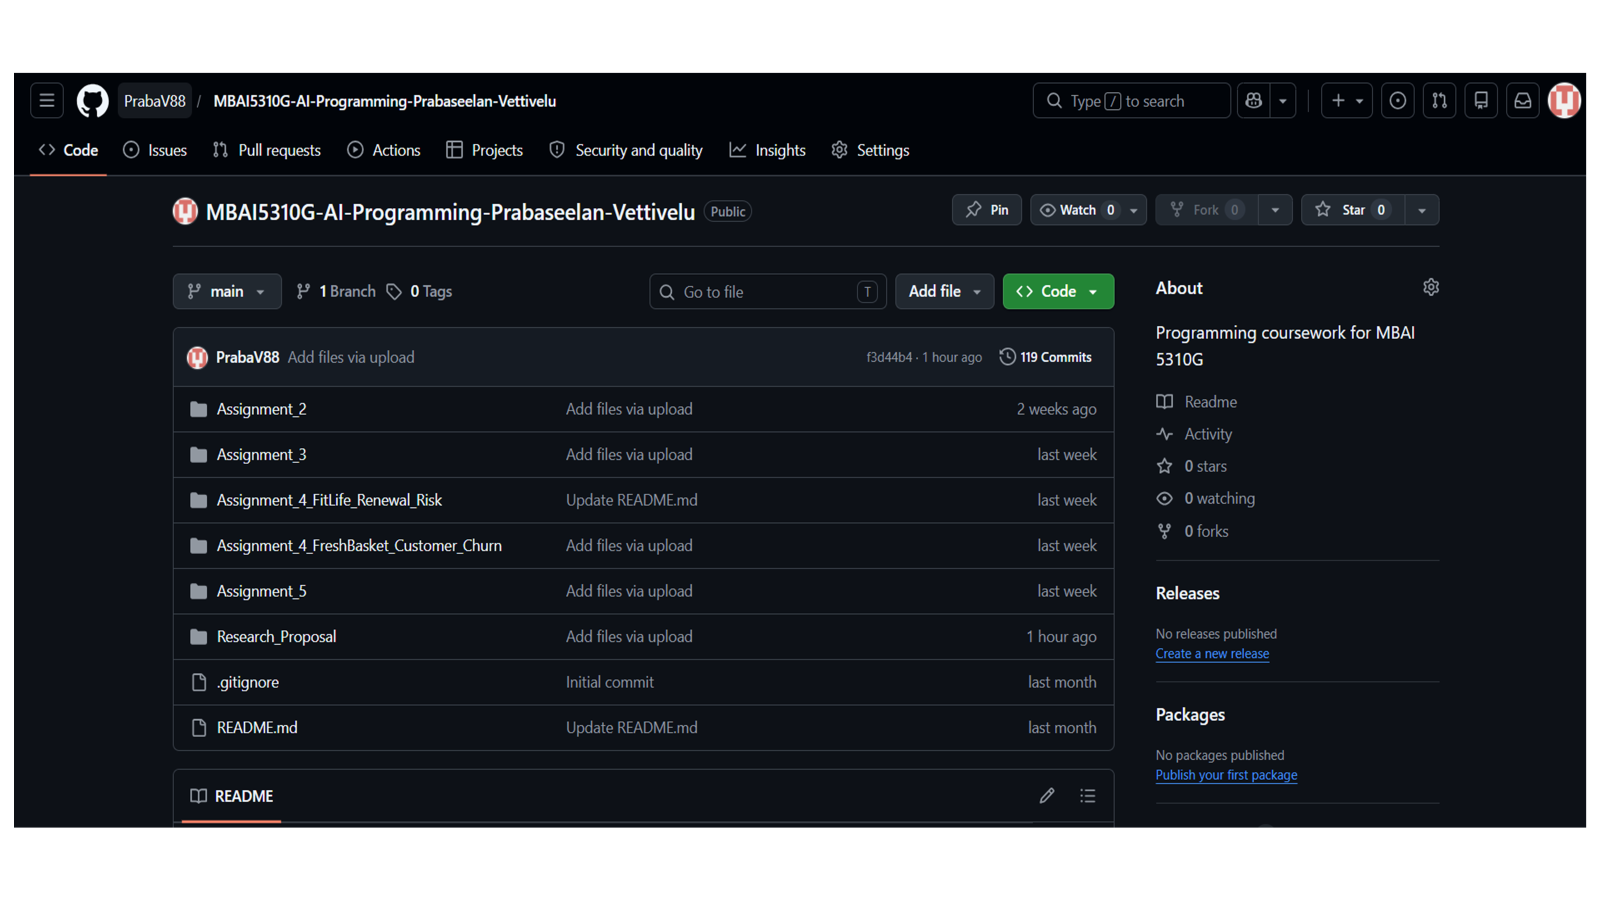 PrabaV88 / MBAI5310G-AI-Programming-Prabaseelan-Vettivelu Type / to search
Code Issues Pull requests Actions Projects Security and quality Insights Settings
MBAI5310G-AI-Programming-Prabaseelan-Vettivelu Public Pin Watch 0 Fork 0 Star 0
main 1 Branch 0 Tags Go to file T Add file Code
PrabaV88 Add files via upload f3d44b4 · 1 hour ago 119 Commits
Assignment_2 Add files via upload 2 weeks ago
Assignment_3 Add files via upload last week
Assignment_4_FitLife_Renewal_Risk Update README.md last week
Assignment_4_FreshBasket_Customer_Churn Add files via upload last week
Assignment_5 Add files via upload last week
Research_Proposal Add files via upload 1 hour ago
.gitignore Initial commit last month
README.md Update README.md last month
README
About
Programming coursework for MBAI
5310G
Readme
Activity
0 stars
0 watching
0 forks
Releases
No releases published
Create a new release
Packages
No packages published
Publish your first package